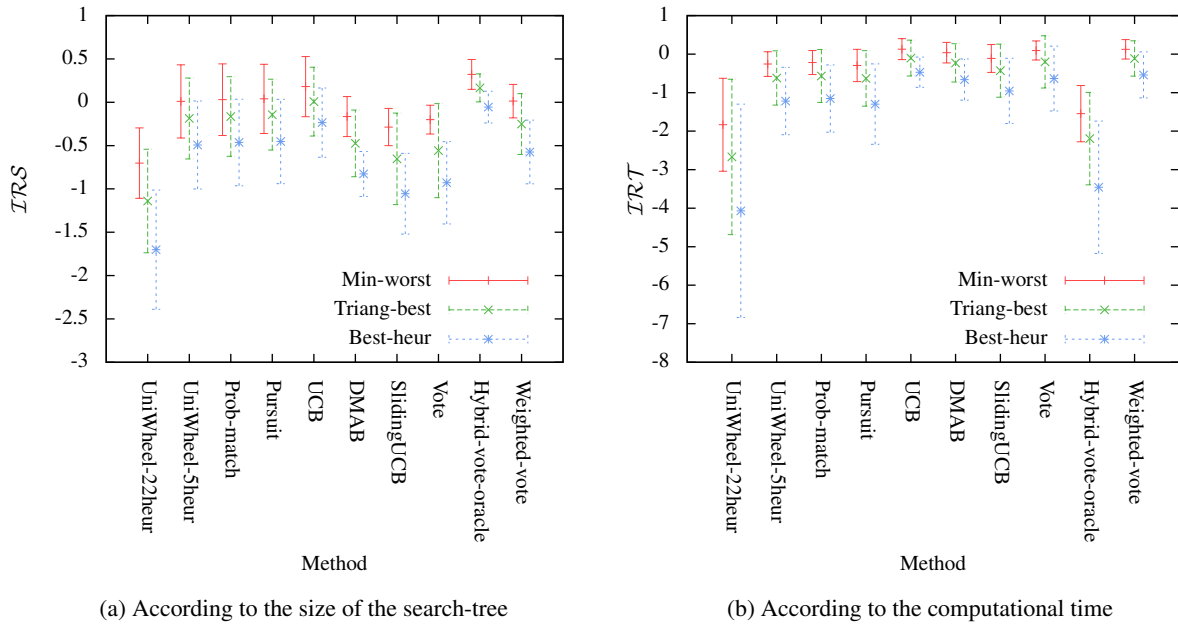 1
0.5
0
-0.5
-1
-1.5
-2
-2.5
-3
IRS
Min-worst
Triang-best
Best-heur
UniWheel-22heur
UniWheel-5heur
Prob-match
Pursuit
UCB
DMAB
SlidingUCB
Vote
Hybrid-vote-oracle
Weighted-vote
Method
(a) According to the size of the search-tree
1
0
-1
-2
-3
-4
-5
-6
-7
-8
IRT
Min-worst
Triang-best
Best-heur
UniWheel-22heur
UniWheel-5heur
Prob-match
Pursuit
UCB
DMAB
SlidingUCB
Vote
Hybrid-vote-oracle
Weighted-vote
Method
(b) According to the computational time